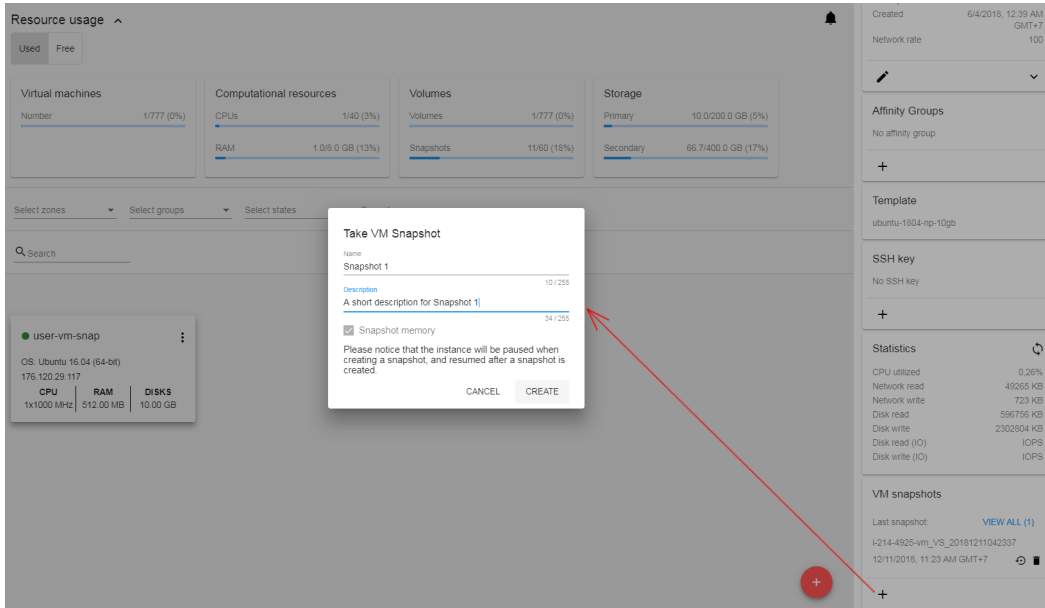 Resource usage
Used Free
Virtual machines
Number 1/777 (0%)
Computational resources
CPUs 1/40 (3%)
RAM 1.0/8.0 GB (13%)
Volumes
Volumes 1/777 (0%)
Snapshots 11/60 (18%)
Storage
Primary 10.0/200.0 GB (5%)
Secondary 66.7/400.0 GB (17%)
Select zones Select groups Select states
Search
user-vm-snap
OS: Ubuntu 16.04 (64-bit)
176.120.29.117
CPU RAM DISKS
1x1000 MHz 512.00 MB 10.00 GB
Take VM Snapshot
Name
Snapshot 1
10 / 255
Description
A short description for Snapshot 1
34 / 255
Snapshot memory
Please notice that the instance will be paused when
creating a snapshot, and resumed after a snapshot is
created.
CANCEL CREATE
Created 6/4/2018, 12:39 AM
GMT+7
Network rate 100
Affinity Groups
No affinity group
+
Template
ubuntu-1804-np-10gb
SSH key
No SSH key
+
Statistics
CPU utilized 0,26%
Network read 49265 KB
Network write 723 KB
Disk read 596756 KB
Disk write 2302804 KB
Disk read (IO) IOPS
Disk write (IO) IOPS
VM snapshots
Last snapshot: VIEW ALL (1)
i-214-4925-vm_VS_20181211042337
12/11/2018, 11:23 AM GMT+7
+
+